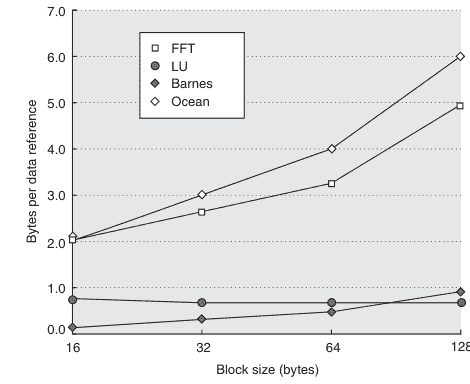 7.0
6.0
5.0
4.0
3.0
2.0
1.0
0.0
Bytes per data reference
FFT
LU
Barnes
Ocean
16 32 64 128
Block size (bytes)